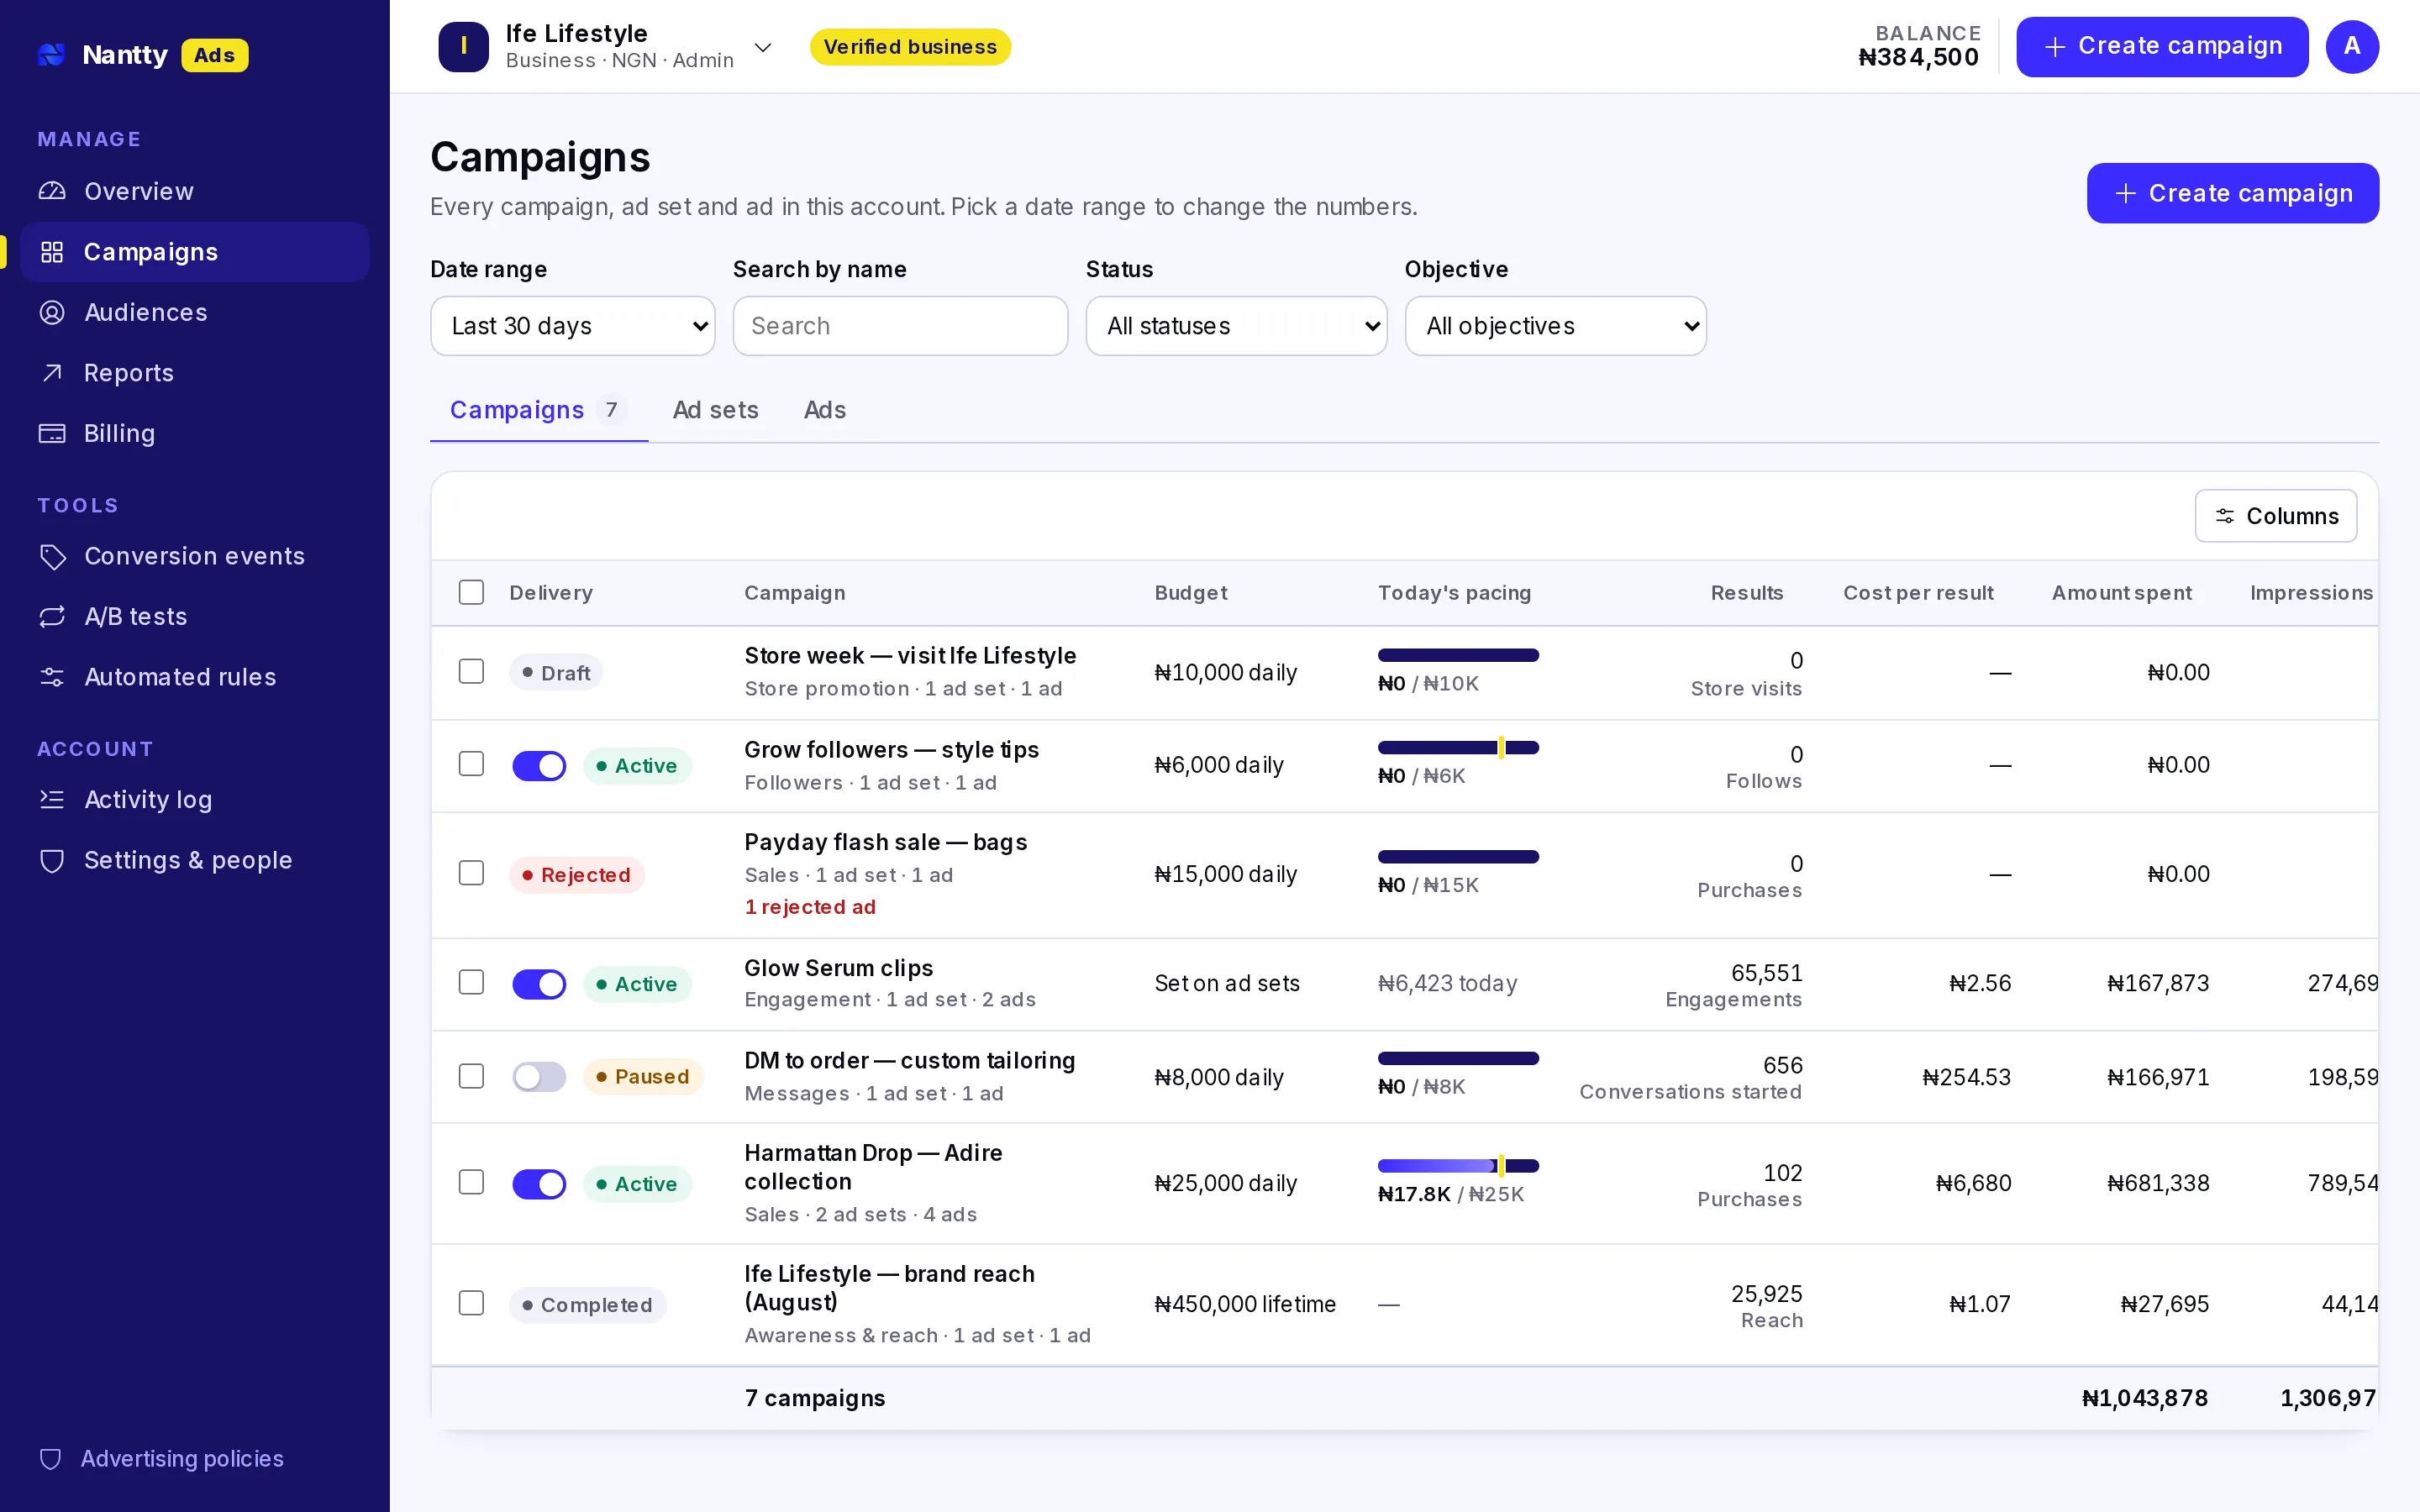 Nantty Ads
I Ife Lifestyle
Business · NGN · Admin
Verified business
BALANCE
₦384,500
Create campaign
A
MANAGE
Overview
Campaigns
Audiences
Reports
Billing
TOOLS
Conversion events
A/B tests
Automated rules
ACCOUNT
Activity log
Settings & people
Advertising policies
Campaigns
Every campaign, ad set and ad in this account. Pick a date range to change the numbers.
Create campaign
Date range Search by name Status Objective
Last 30 days Search All statuses All objectives
Campaigns 7 Ad sets Ads
Columns
Delivery Campaign Budget Today's pacing Results Cost per result Amount spent Impressions
Draft Store week — visit Ife Lifestyle ₦10,000 daily 0 — ₦0.00
Store promotion · 1 ad set · 1 ad ₦0 / ₦10K Store visits
Active Grow followers — style tips ₦6,000 daily 0 — ₦0.00
Followers · 1 ad set · 1 ad ₦0 / ₦6K Follows
Rejected Payday flash sale — bags ₦15,000 daily 0 — ₦0.00
Sales · 1 ad set · 1 ad ₦0 / ₦15K Purchases
1 rejected ad
Active Glow Serum clips Set on ad sets ₦6,423 today 65,551 ₦2.56 ₦167,873 274,69
Engagement · 1 ad set · 2 ads Engagements
Paused DM to order — custom tailoring ₦8,000 daily 656 ₦254.53 ₦166,971 198,59
Messages · 1 ad set · 1 ad ₦0 / ₦8K Conversations started
Harmattan Drop — Adire
Active collection ₦25,000 daily 102 ₦6,680 ₦681,338 789,54
Sales · 2 ad sets · 4 ads ₦17.8K / ₦25K Purchases
Ife Lifestyle — brand reach
Completed (August) ₦450,000 lifetime — 25,925 ₦1.07 ₦27,695 44,14
Awareness & reach · 1 ad set · 1 ad Reach
7 campaigns ₦1,043,878 1,306,97